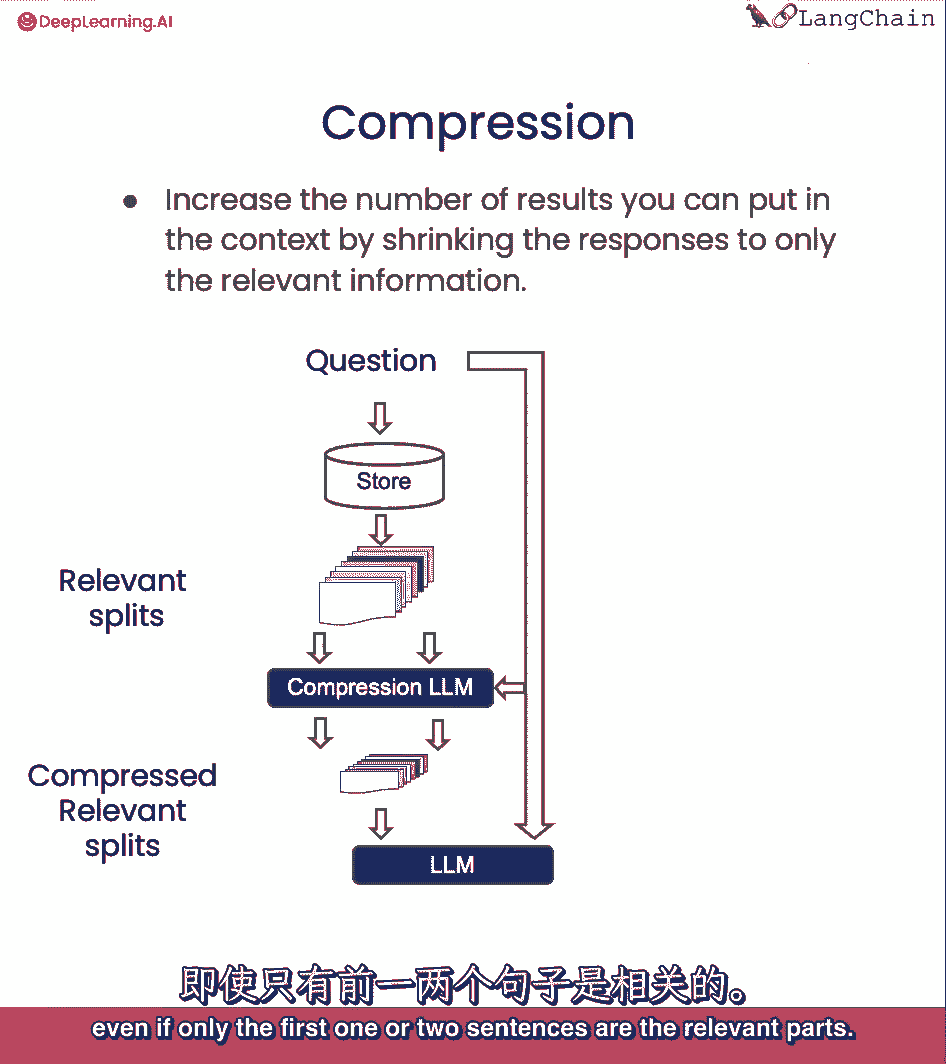 DeepLearning.AI
LangChain
Compression
● Increase the number of results you can put in
the context by shrinking the responses to only
the relevant information.
Question
Store
Relevant
splits
Compression LLM
Compressed
Relevant
splits
LLM
即使只有前一两个句子是相关的。
even if only the first one or two sentences are the relevant parts.